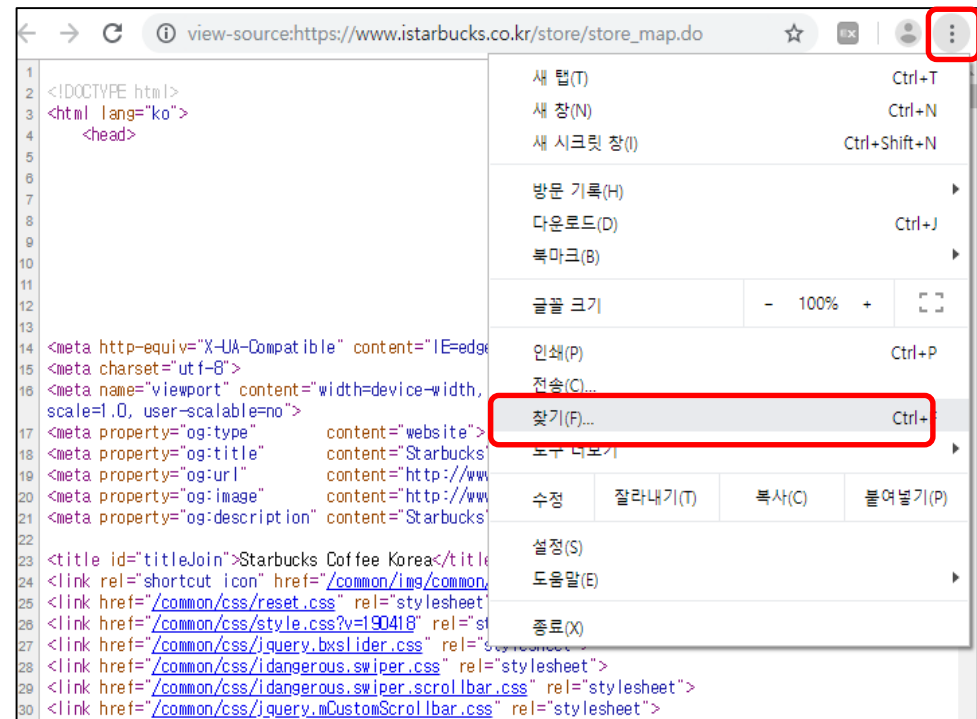 view-source:https://www.istarbucks.co.kr/store/store_map.do
새 탭(T) Ctrl+T
새 창(N) Ctrl+N
새 시크릿 창(I) Ctrl+Shift+N
방문 기록(H)
다운로드(D) Ctrl+J
북마크(B)
글꼴 크기 - 100% +
인쇄(P) Ctrl+P
전송(C)...
찾기(F)... Ctrl+
도구 더보기
수정 잘라내기(T) 복사(C) 붙여넣기(P)
설정(S)
도움말(E)
종료(X)
1
2 <!DOCTYPE html>
3 <html lang="ko">
4 <head>
5
6
7
8
9
10
11
12
13
14 <meta http-equiv="X-UA-Compatible" content="IE=edge
15 <meta charset="utf-8">
16 <meta name="viewport" content="width=device-width,
scale=1.0, user-scalable=no">
17 <meta property="og:type" content="website">
18 <meta property="og:title" content="Starbucks
19 <meta property="og:url" content="http://www
20 <meta property="og:image" content="http://www
21 <meta property="og:description" content="Starbucks
22
23 <title id="titleJoin">Starbucks Coffee Korea</title
24 <link rel="shortcut icon" href="/common/img/common/
25 <link href="/common/css/reset.css" rel="stylesheet"
26 <link href="/common/css/style.css?v=190418" rel="st
27 <link href="/common/css/jquery.bxslider.css" rel="stylesheet">
28 <link href="/common/css/idangerous.swiper.css" rel="stylesheet">
29 <link href="/common/css/idangerous.swiper.scrollbar.css" rel="stylesheet">
30 <link href="/common/css/jquery.mCustomScrollbar.css" rel="stylesheet">